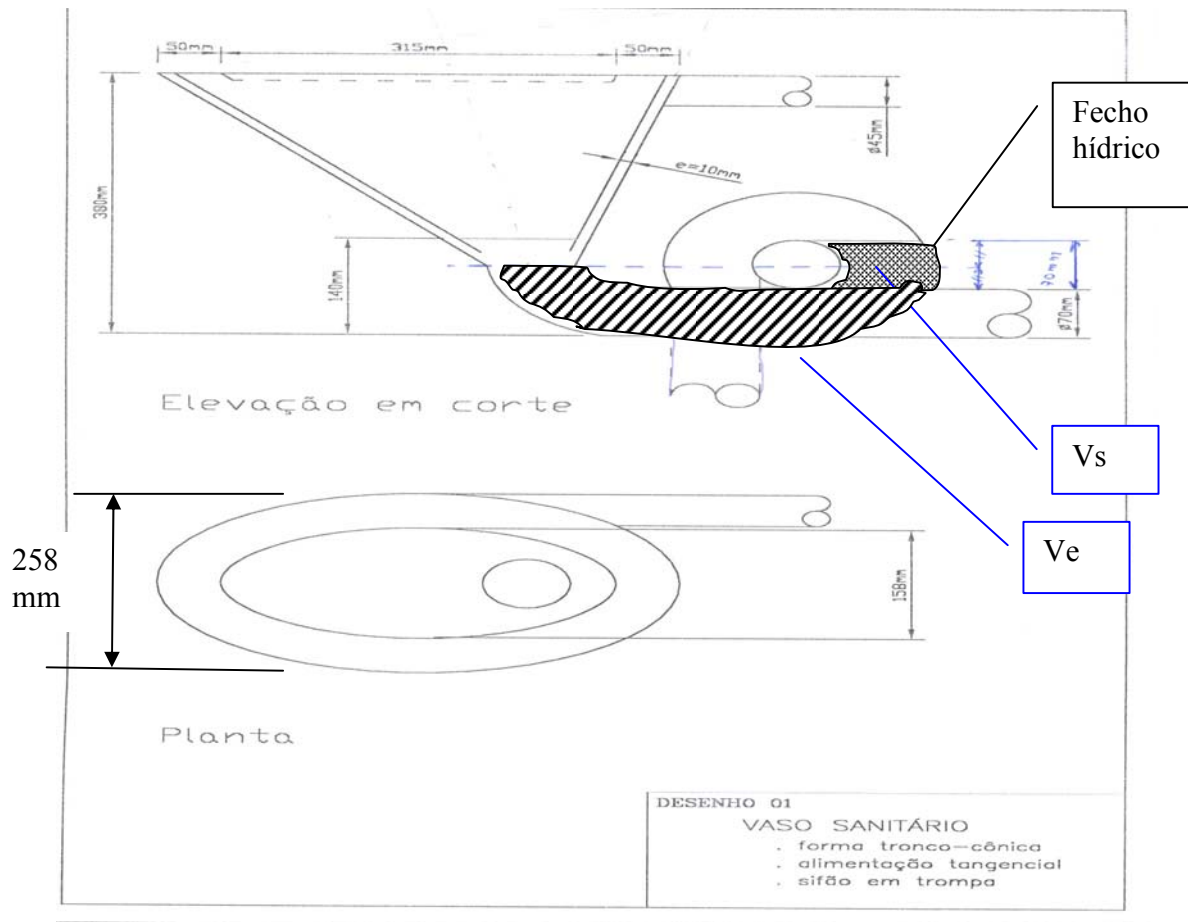 50mm
315mm
50mm
Fecho
hídrico
ø45mm
e=10mm
380mm
140mm
70mm
ø70mm
Elevação em corte
Vs
Ve
258
mm
158mm
Planta
DESENHO 01
VASO SANITÁRIO
. forma tronco-cônica
. alimentação tangencial
. sifão em trompa